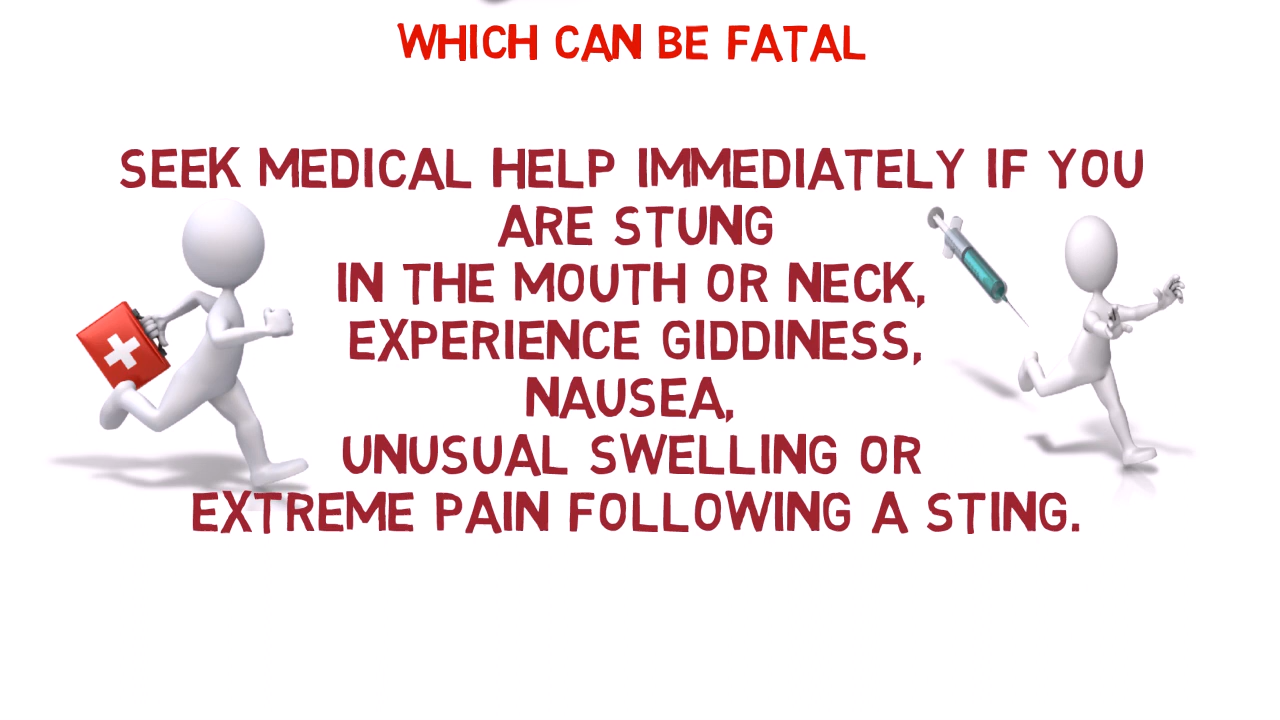 WHICH CAN BE FATAL
SEEK MEDICAL HELP IMMEDIATELY IF YOU
ARE STUNG
IN THE MOUTH OR NECK,
EXPERIENCE GIDDINESS,
NAUSEA,
UNUSUAL SWELLING OR
EXTREME PAIN FOLLOWING A STING.